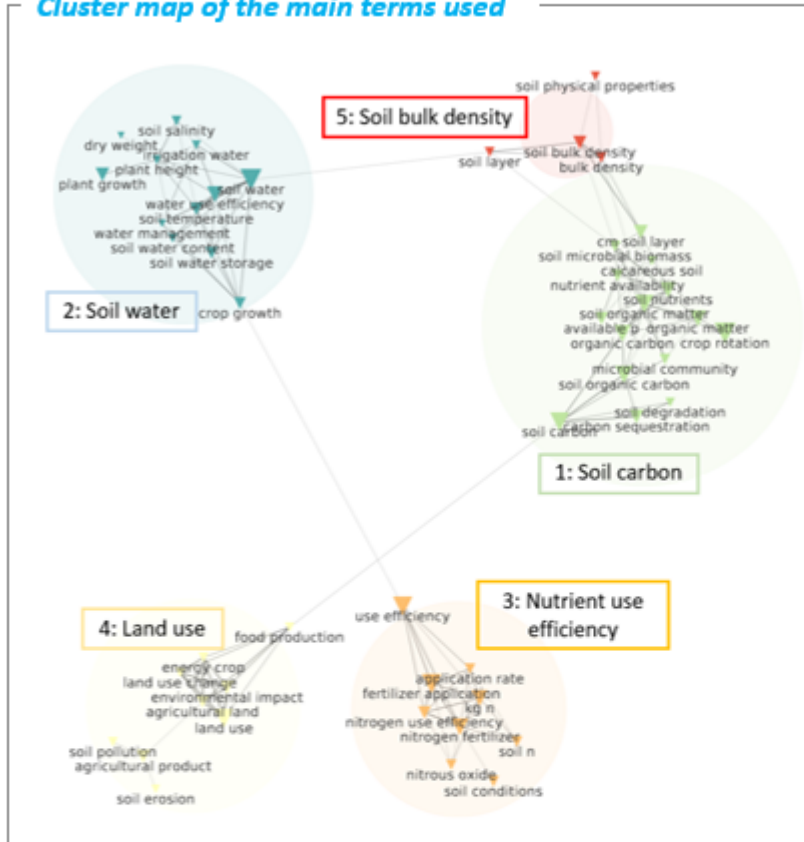 Cluster map of the main terms used
soil physical properties
5: Soil bulk density
soil salinity
dry weight
irrigation water
plant height
plant growth
soil layer
soil bulk density
bulk density
soil water
water use efficiency
soil temperature
water management
soil water content
soil water storage
cm soil layer
soil microbial biomass
calcareous soil
nutrient availability
soil nutrients
soil organic matter
available p organic matter
organic carbon crop rotation
2: Soil water
crop growth
microbial community
soil organic carbon
soil degradation
carbon sequestration
soil carbon
1: Soil carbon
3: Nutrient use
efficiency
use efficiency
4: Land use
food production
energy crop
land use change
environmental impact
agricultural land
land use
application rate
fertilizer application
kg n
nitrogen use efficiency
nitrogen fertilizer
soil n
nitrous oxide
soil conditions
soil pollution
agricultural product
soil erosion